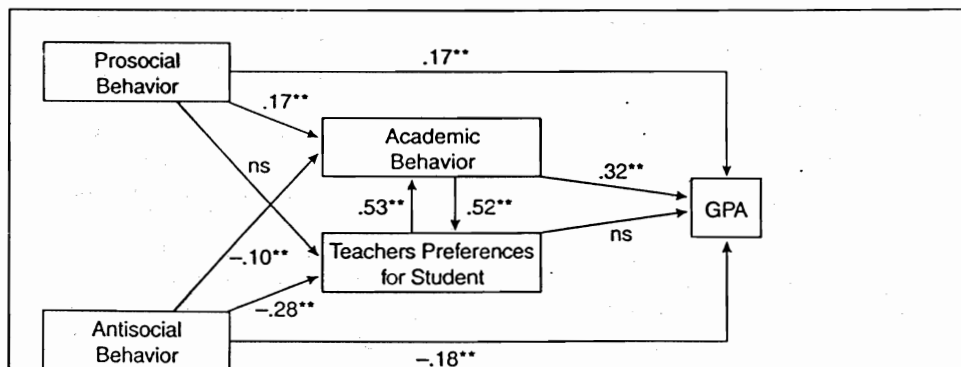 Prosocial
Behavior
.17**
.17**
Academic
Behavior
ns
.32**
GPA
.53**
.52**
ns
Teachers Preferences
for Student
–.10**
–.28**
Antisocial
Behavior
–.18**